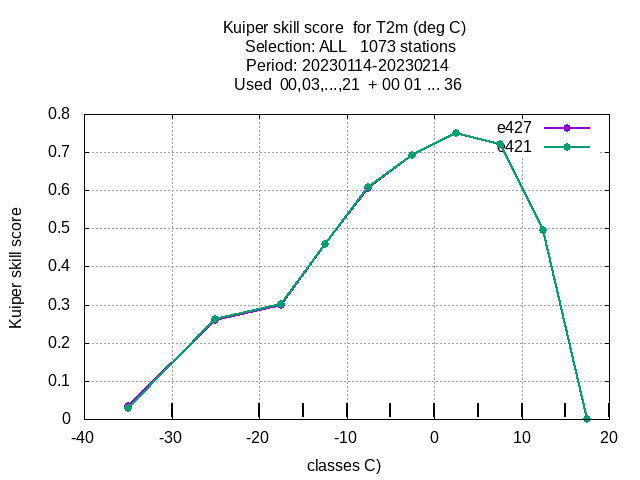 Kuiper skill score  for T2m (deg C)
Selection: ALL   1073 stations
Period: 20230114-20230214
Used  00,03,...,21  + 00 01 ... 36
e427
e421
Kuiper skill score
0.8
0.7
0.6
0.5
0.4
0.3
0.2
0.1
0
-40 -30 -20 -10 0 10 20
classes C)